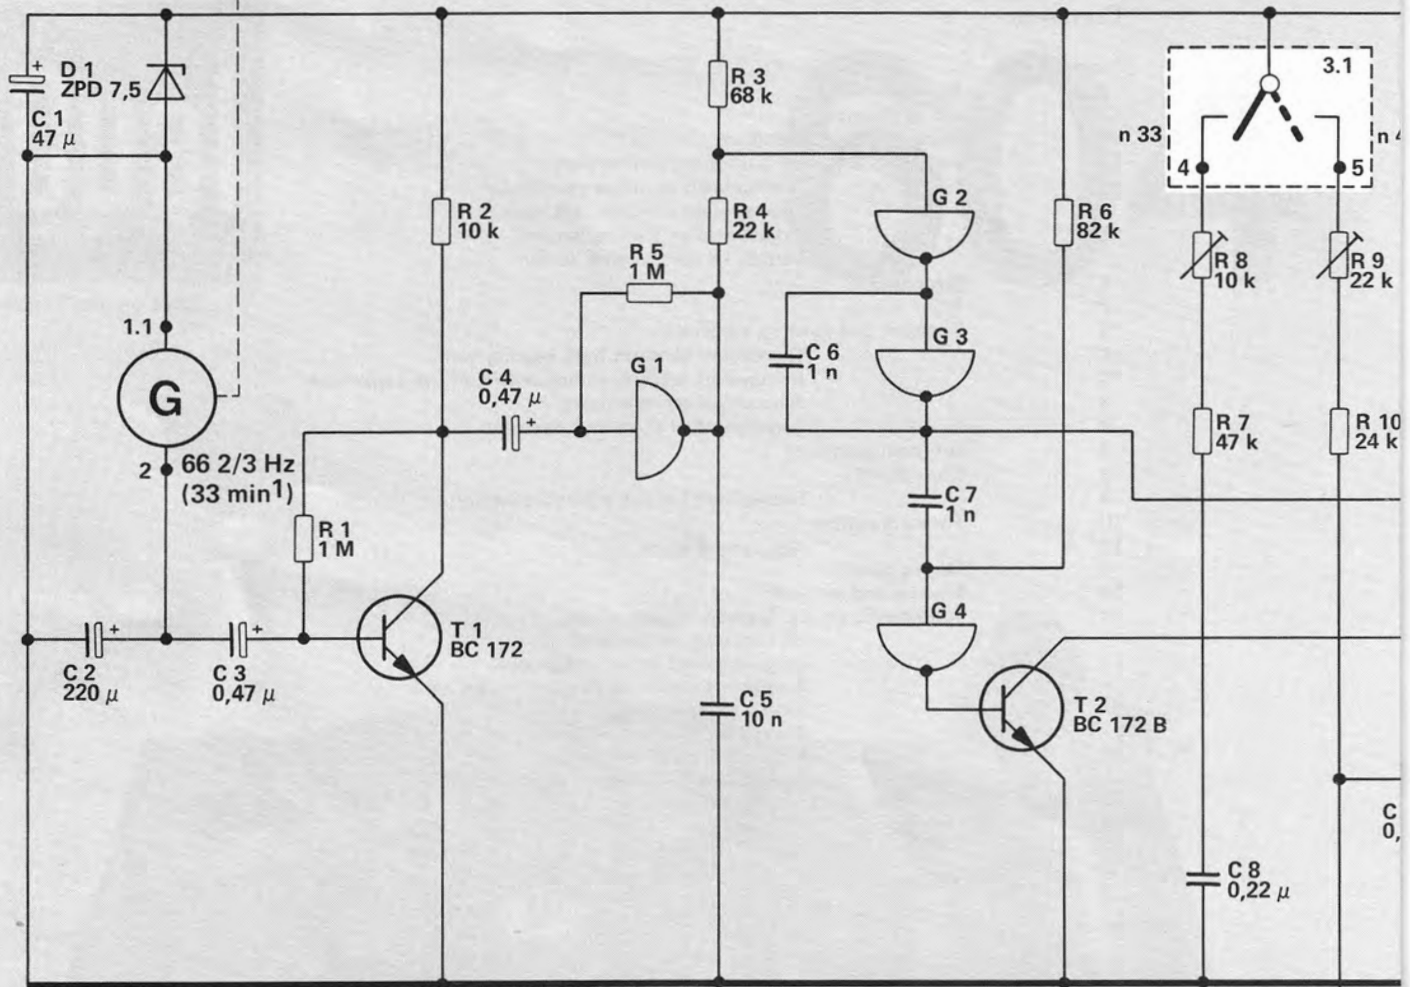 D 1
ZPD 7,5
+
C 1
47 µ
R 3
68 k
3.1
n 33
n 4
4
5
R 2
10 k
R 4
22 k
G 2
R 6
82 k
R 5
1 M
R 8
10 k
R 9
22 k
1.1
G
G 1
C 6
1 n
G 3
C 4
0,47 µ
+
2
66 2/3 Hz
(33 min1)
R 7
47 k
R 10
24 k
R 1
1 M
C 7
1 n
T 1
BC 172
G 4
+
C 2
220 µ
+
C 3
0,47 µ
C 5
10 n
T 2
BC 172 B
C
0,
C 8
0,22 µ